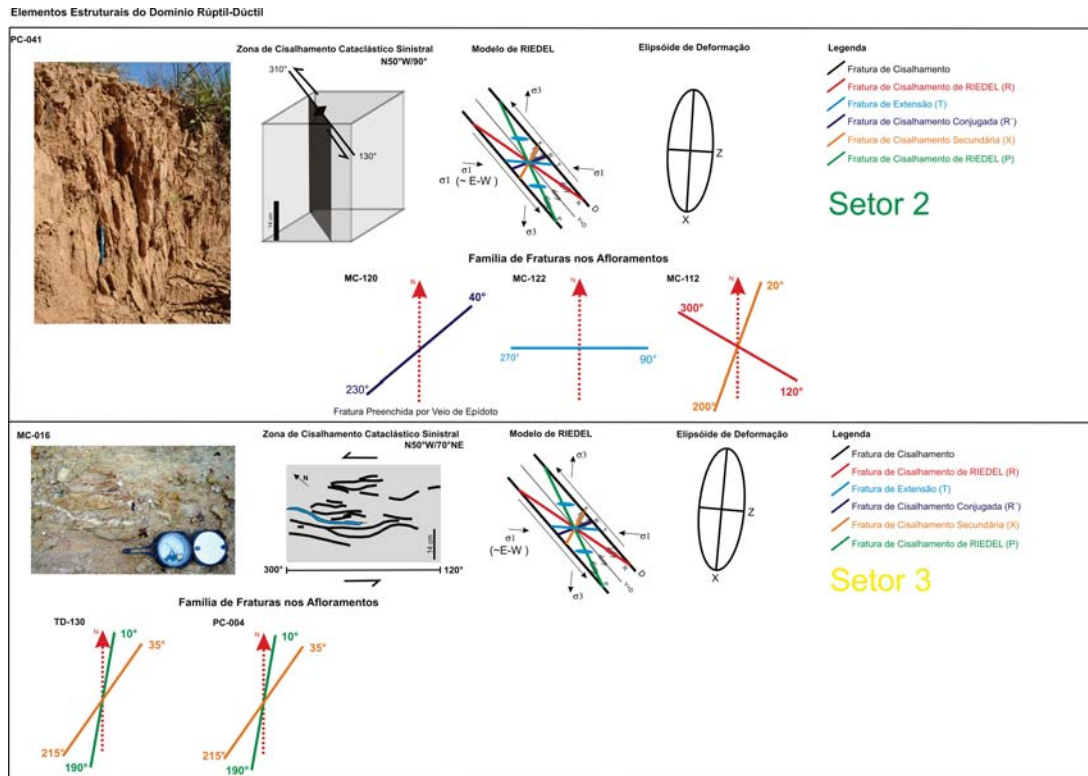 Elementos Estruturais do Domínio Rúptil-Dúctil
PC-041
Zona de Cisalhamento Cataclástico Sinistral
N50°W/90°
310°
130°
14 cm
Modelo de RIEDEL
σ3
σ1
σ1 (~ E-W )
σ1
σ3
R
P
Y=D
D
Elipsóide de Deformação
Z
X
Legenda
Fratura de Cisalhamento
Fratura de Cisalhamento de RIEDEL (R)
Fratura de Extensão (T)
Fratura de Cisalhamento Conjugada (R`)
Fratura de Cisalhamento Secundária (X)
Fratura de Cisalhamento de RIEDEL (P)
Setor 2
Família de Fraturas nos Afloramentos
MC-120
N
40°
230°
Fratura Preenchida por Veio de Epídoto
MC-122
N
270°
90°
MC-112
N
20°
300°
120°
200°
MC-016
Zona de Cisalhamento Cataclástico Sinistral
N50°W/70°NE
N
14 cm
300°
120°
Modelo de RIEDEL
σ3
σ1
(~E-W )
σ1
σ3
R
P
Y=D
D
Elipsóide de Deformação
Z
X
Legenda
Fratura de Cisalhamento
Fratura de Cisalhamento de RIEDEL (R)
Fratura de Extensão (T)
Fratura de Cisalhamento Conjugada (R`)
Fratura de Cisalhamento Secundária (X)
Fratura de Cisalhamento de RIEDEL (P)
Setor 3
Família de Fraturas nos Afloramentos
TD-130
N
10°
35°
215°
190°
PC-004
N
10°
35°
215°
190°